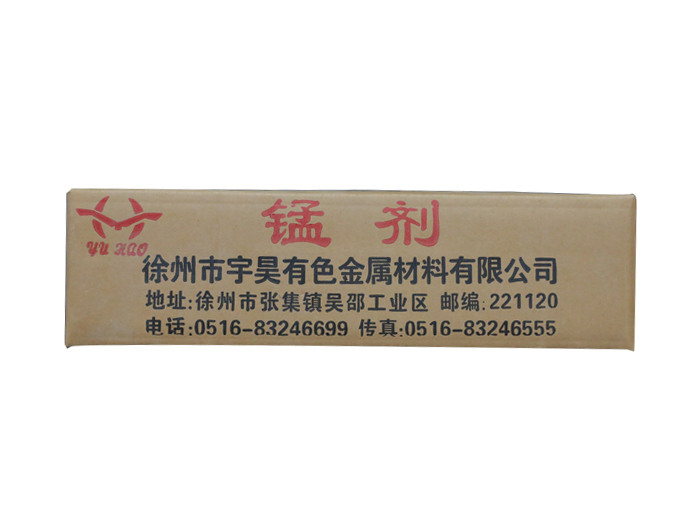 锰剂
YU HAO
徐州市宇昊有色金属材料有限公司
地址:徐州市张集镇吴邵工业区 邮编:221120
电话:0516-83246699 传真:0516-83246555